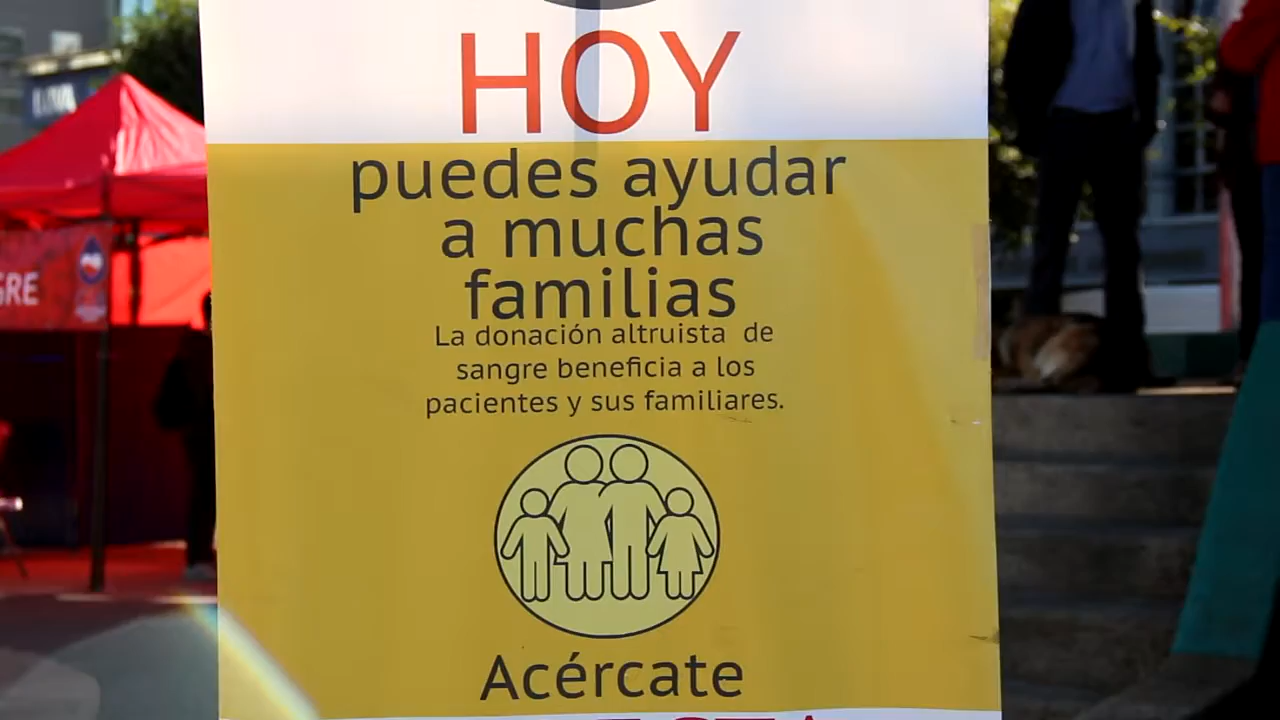 HOY
puedes ayudar
a muchas
familias
La donación altruista de
sangre beneficia a los
pacientes y sus familiares.
Acércate